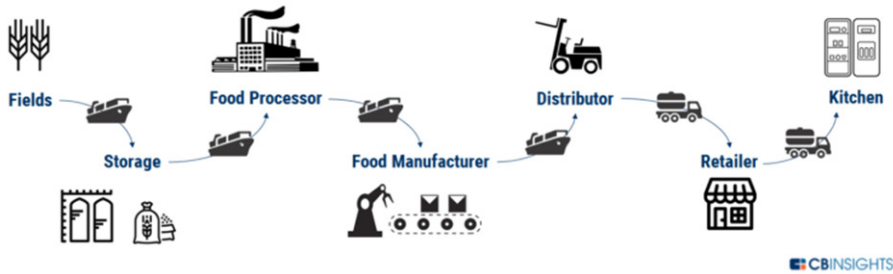 Fields
Storage
Food Processor
Food Manufacturer
Distributor
Retailer
Kitchen
CBINSIGHTS